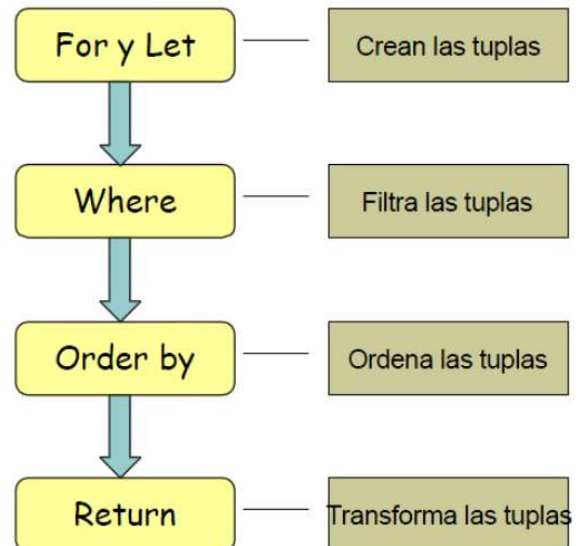 For y Let
Crean las tuplas
Where
Filtra las tuplas
Order by
Ordena las tuplas
Return
Transforma las tuplas